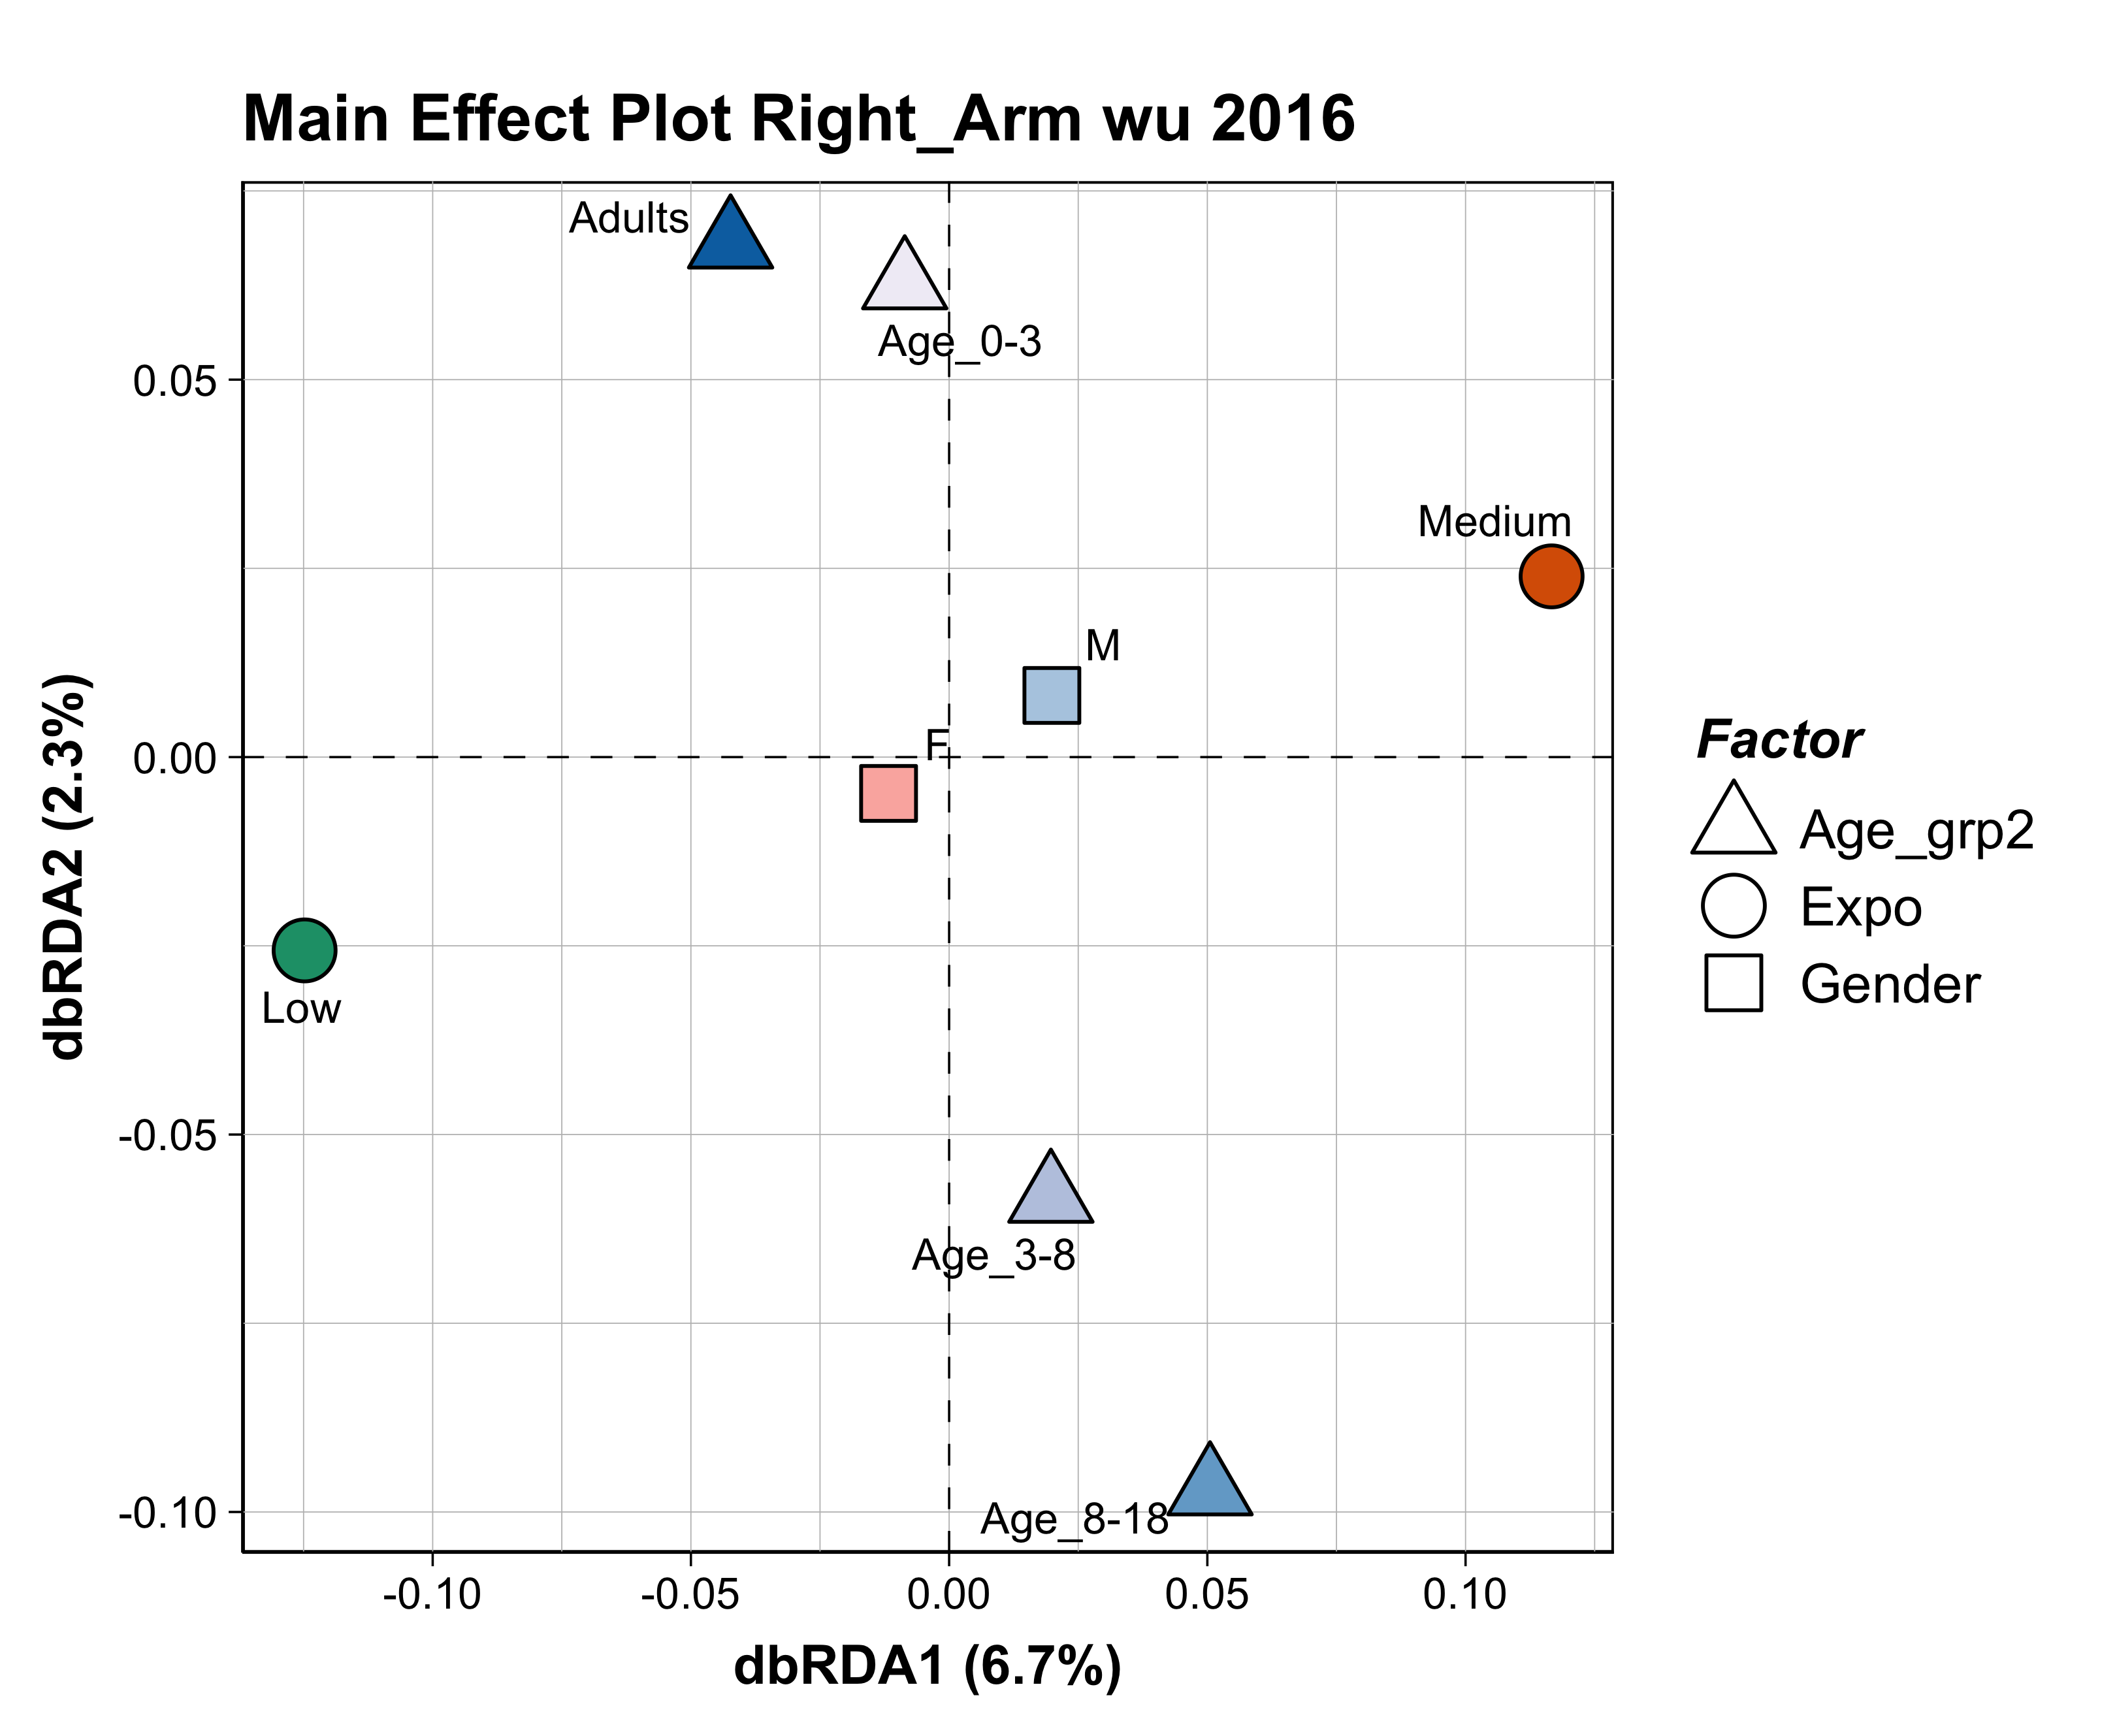 Main Effect Plot Right_Arm wu 2016
Adults
Age_0-3
0.05
Medium
M
F
0.00
Low
-0.05
Age_3-8
Age_8-18
-0.10
-0.10 -0.05 0.00 0.05 0.10
dbRDA1 (6.7%)
dbRDA2 (2.3%)
Factor
Age_grp2
Expo
Gender